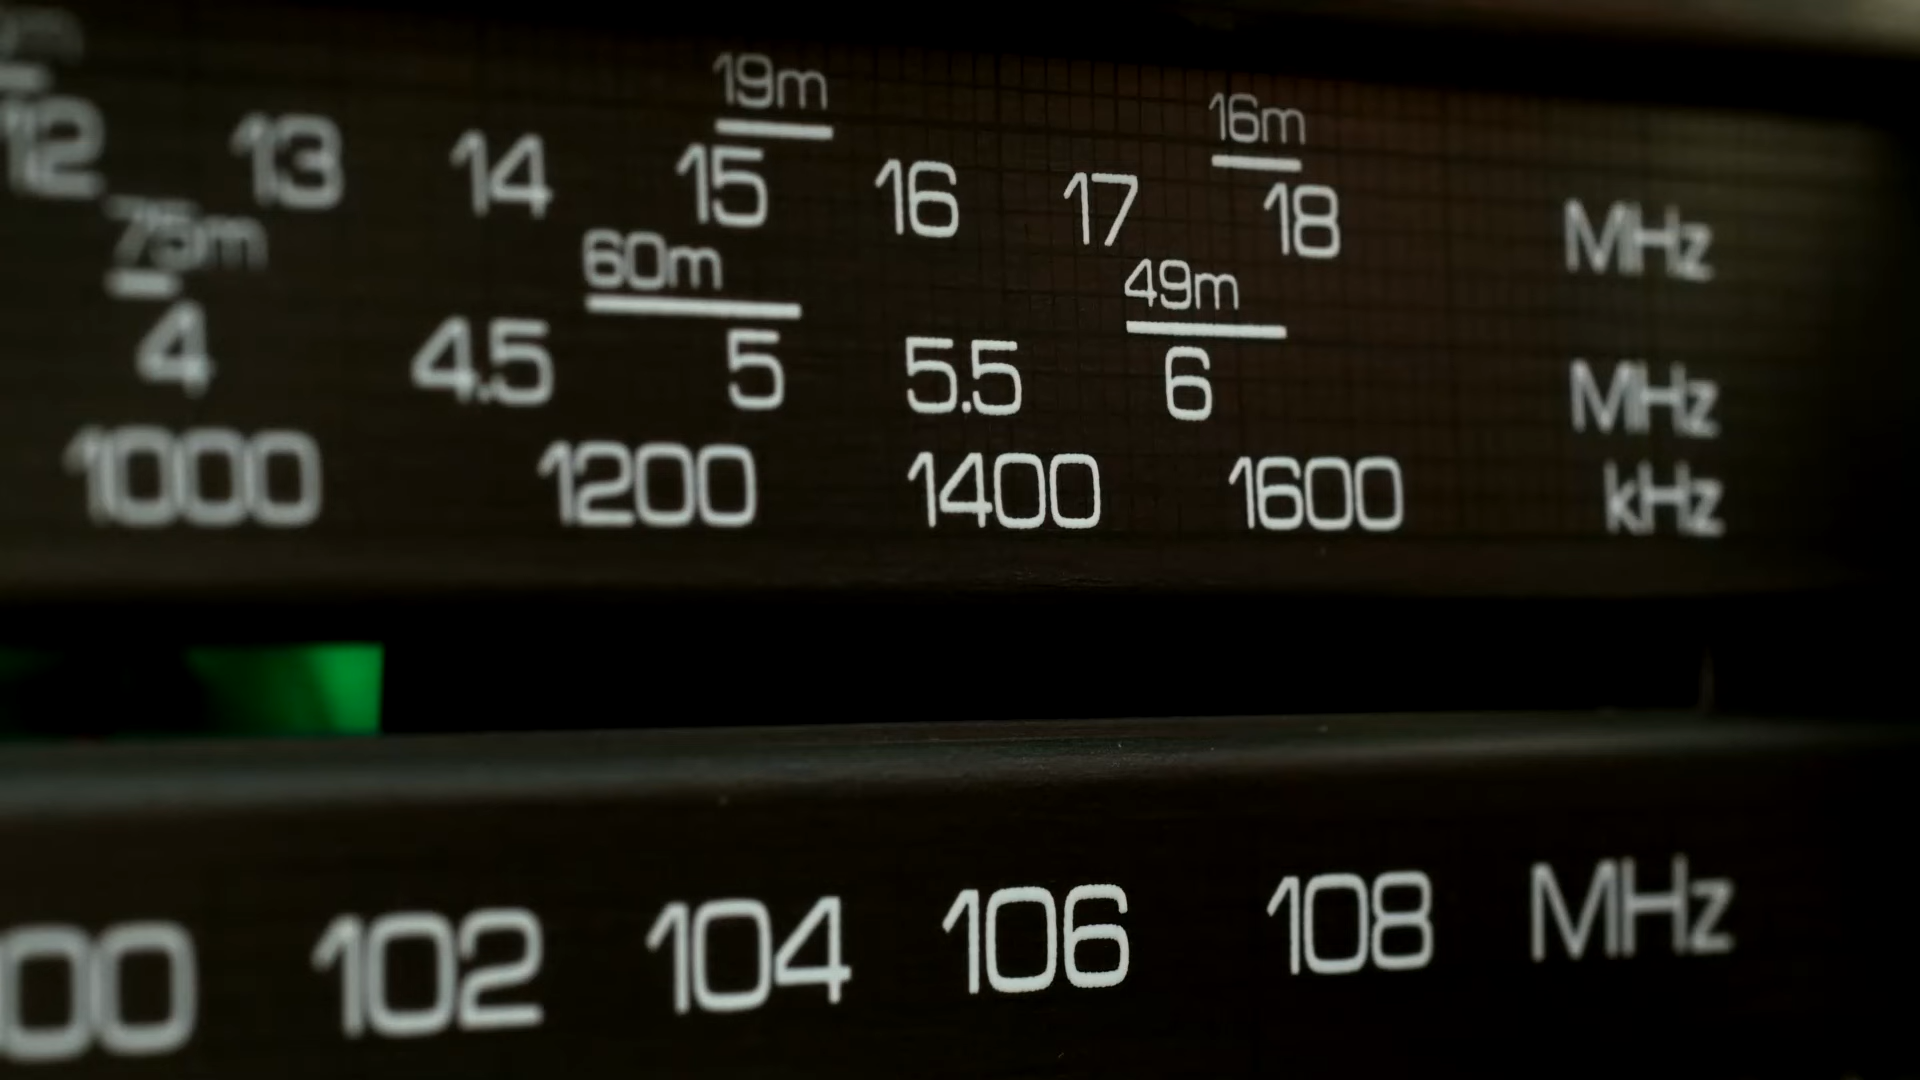 19m 16m
12 13 14 15 16 17 18 MHz
75m 60m 49m
4 4.5 5 5.5 6 MHz
1000 1200 1400 1600 kHz
00 102 104 106 108 MHz